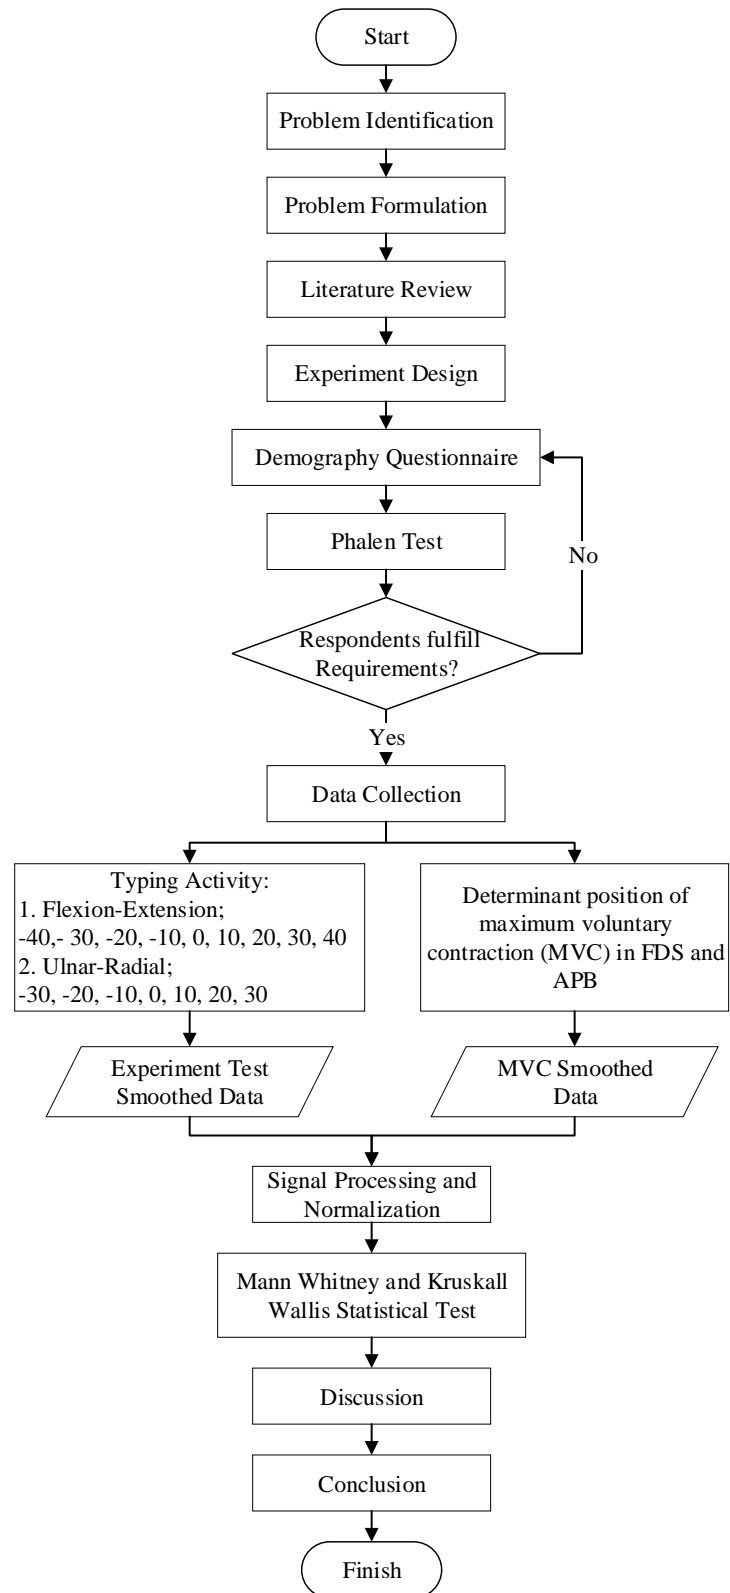 Start
Problem Identification
Problem Formulation
Literature Review
Experiment Design
Demography Questionnaire
Phalen Test
No
Respondents fulfill
Requirements?
Yes
Data Collection
Typing Activity:
1. Flexion-Extension;
-40,- 30, -20, -10, 0, 10, 20, 30, 40
2. Ulnar-Radial;
-30, -20, -10, 0, 10, 20, 30
Determinant position of
maximum voluntary
contraction (MVC) in FDS and
APB
Experiment Test
Smoothed Data
MVC Smoothed
Data
Signal Processing and
Normalization
Mann Whitney and Kruskall
Wallis Statistical Test
Discussion
Conclusion
Finish